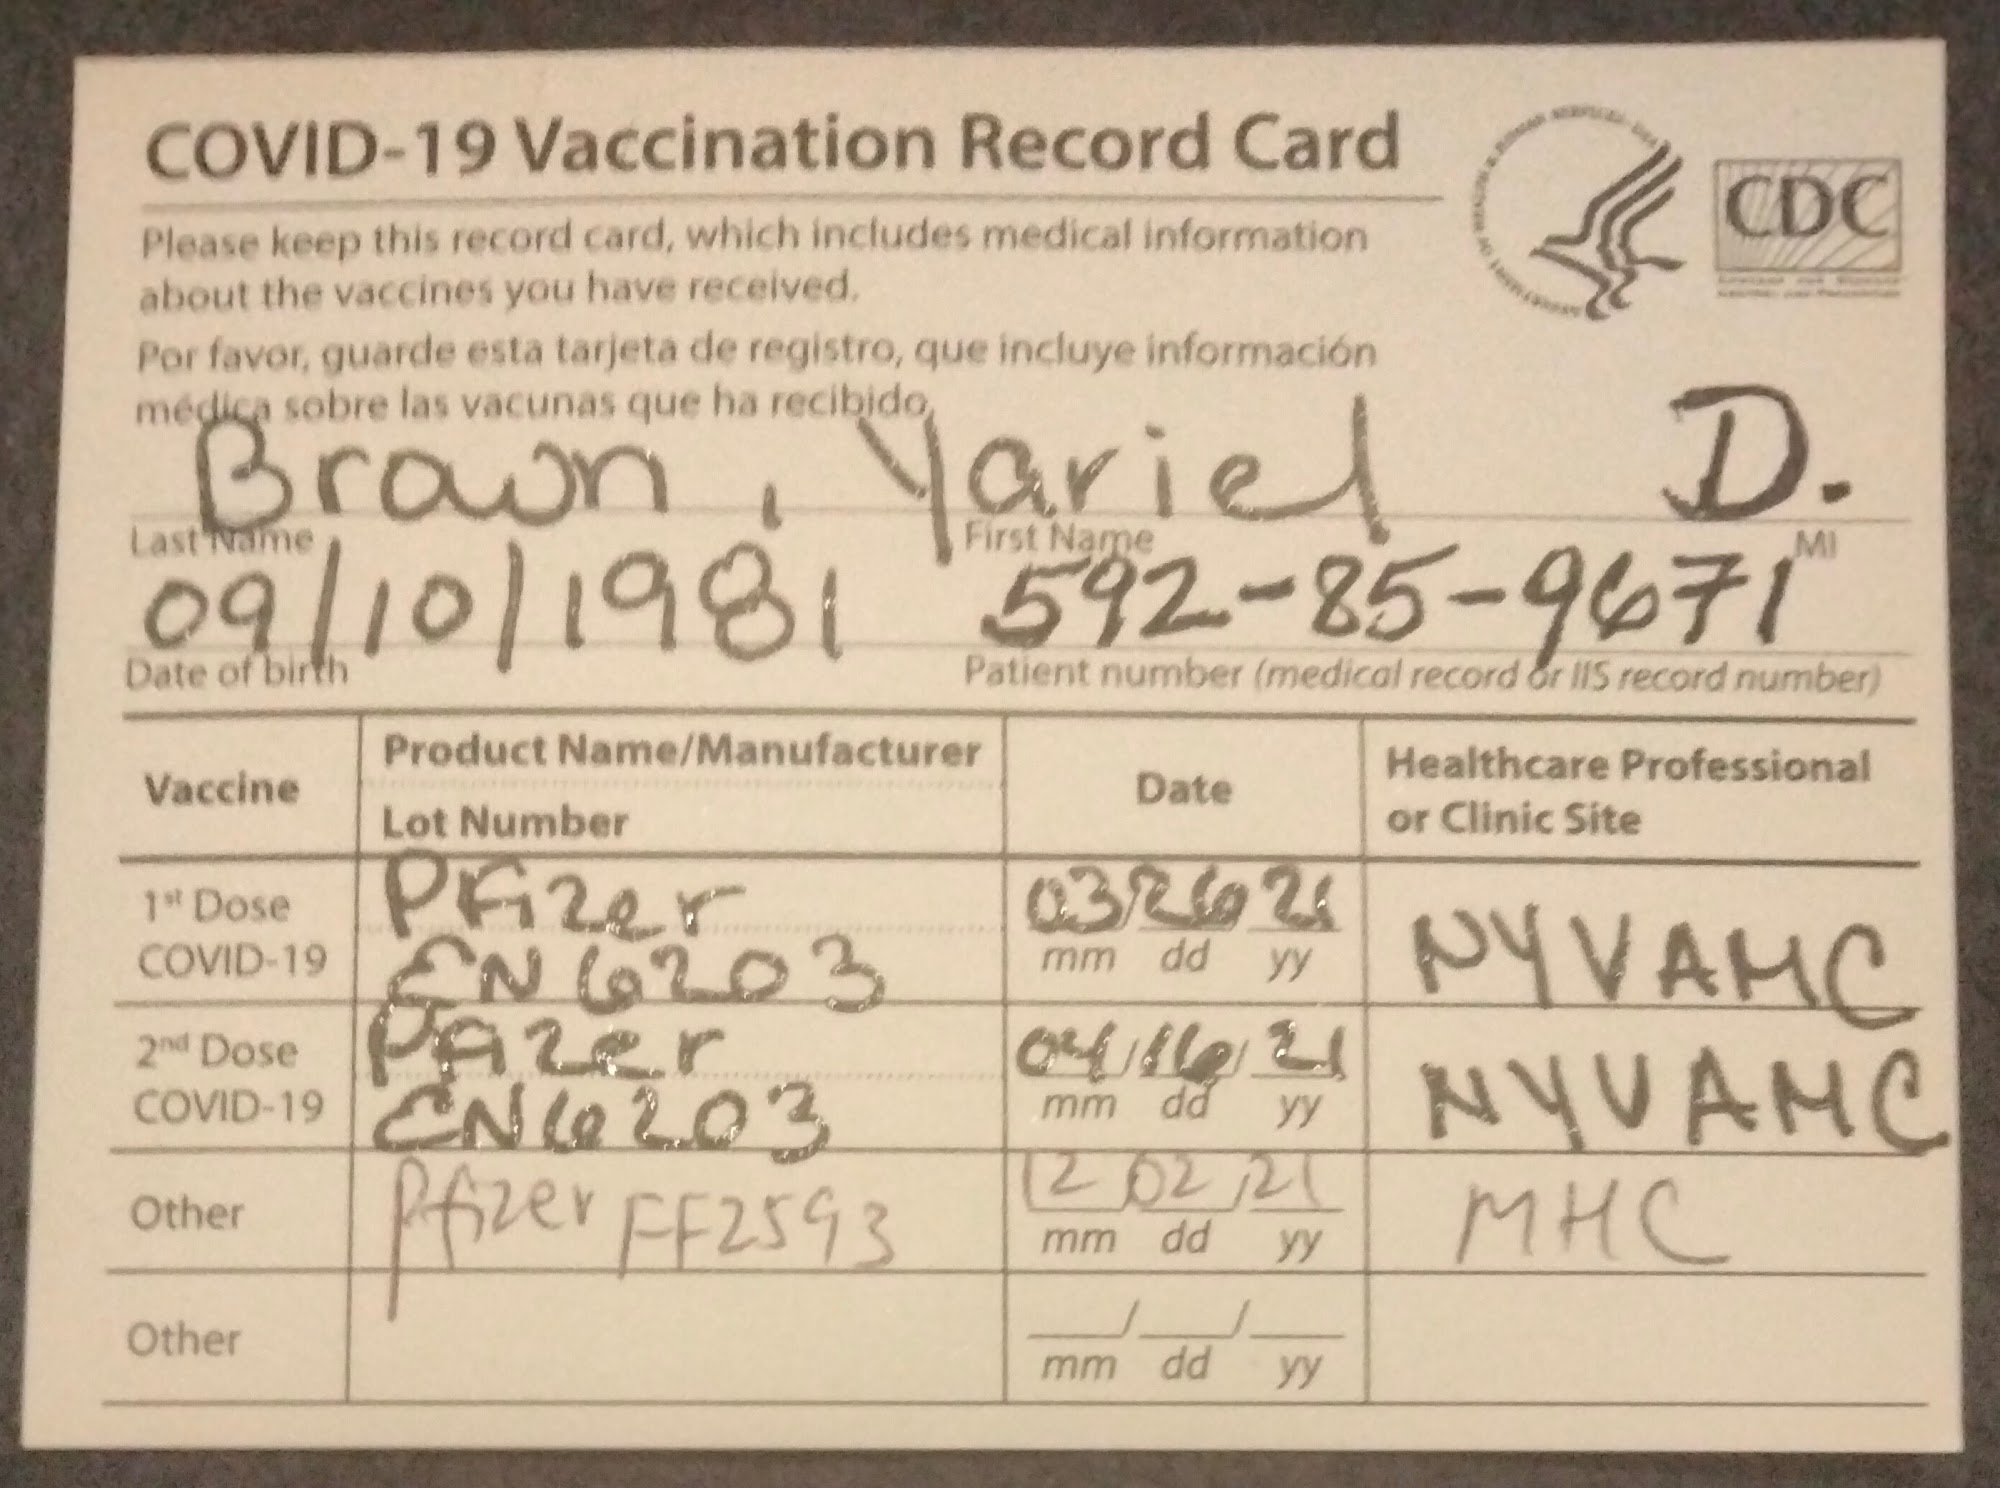 COVID-19 Vaccination Record Card
CDC
Please keep this record card, which includes medical information
about the vaccines you have received.
Por favor, guarde esta tarjeta de registro, que incluye información
médica sobre las vacunas que ha recibido.
Brown, Yariel D.
Last Name First Name MI
09/10/1981 592-85-9671
Date of birth Patient number (medical record or IIS record number)
Vaccine Product Name/Manufacturer Date Healthcare Professional
Lot Number or Clinic Site
1st Dose Pfizer 03/26/21 NYVAMC
COVID-19 EN6203 mm dd yy
2nd Dose Pfizer 04/16/21 NYVAMC
COVID-19 EN6203 mm dd yy
Other Pfizer FF2593 12/02/21 MHC
mm dd yy
Other
mm dd yy